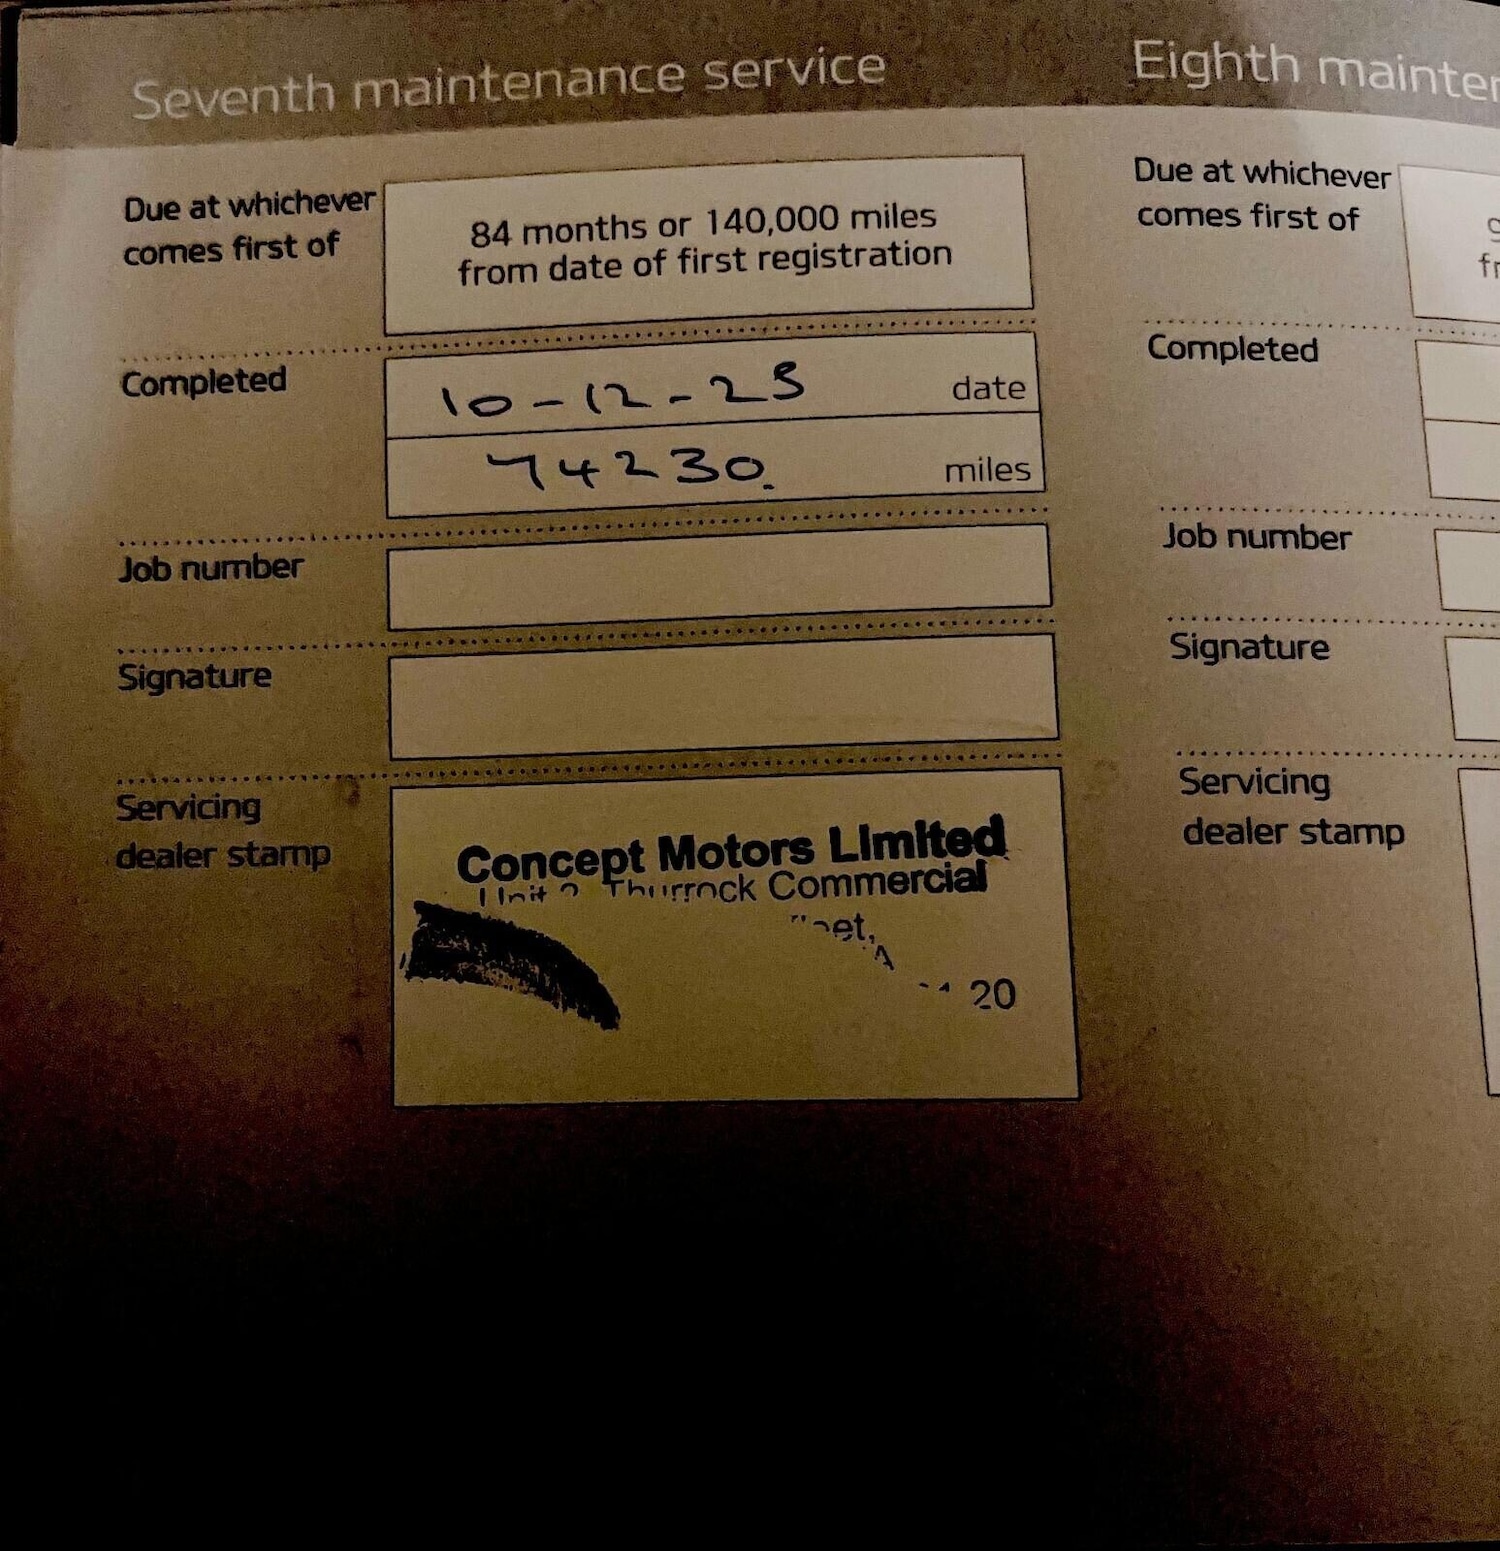 Seventh maintenance service
Due at whichever
comes first of
84 months or 140,000 miles
from date of first registration
Completed
10-12-23 date
74230. miles
Job number
Signature
Servicing
dealer stamp
Concept Motors Limited
Unit Thurrock Commercial
20
Eighth
Due at whichever
comes first of
Completed
Job number
Signature
Servicing
dealer stamp